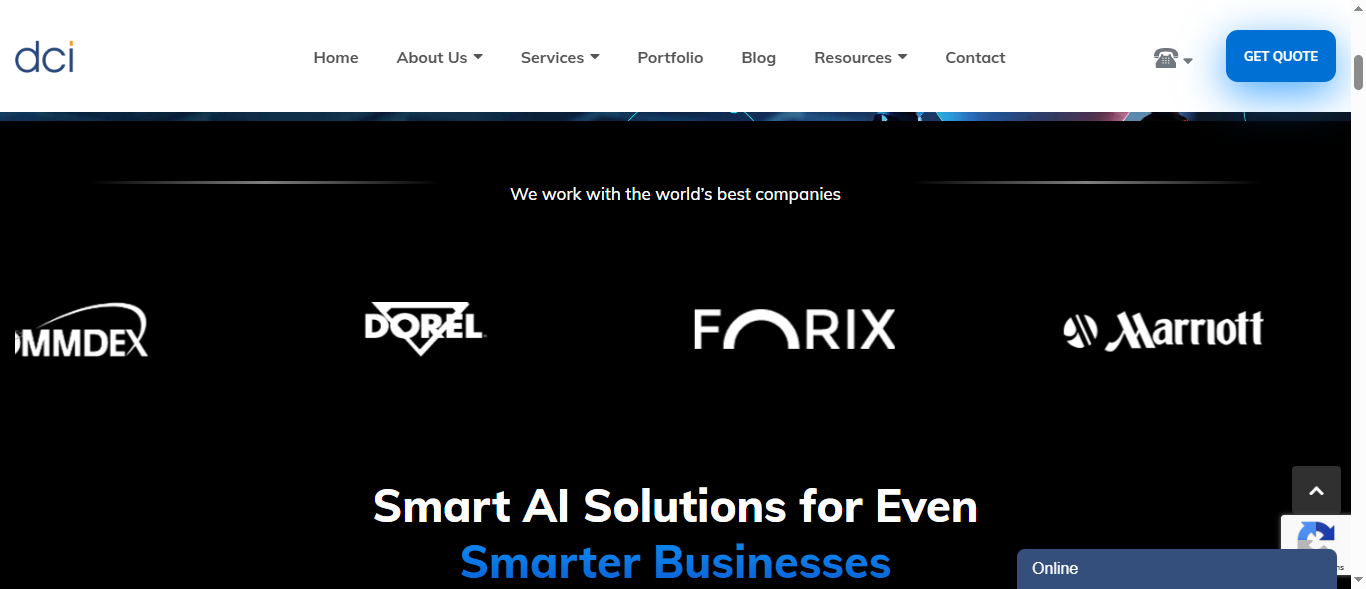 dci
Home About Us Services Portfolio Blog Resources Contact
GET QUOTE
We work with the world's best companies
MMDEX
DOREL
FORIX
Marriott
Smart AI Solutions for Even
Smarter Businesses
Online